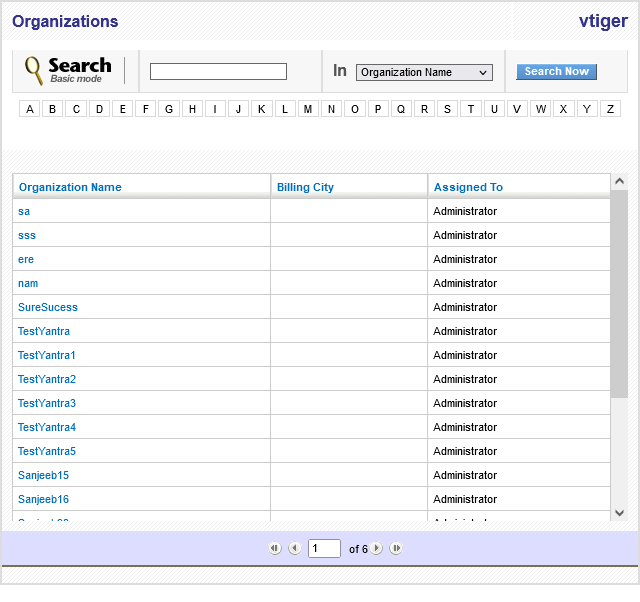 Organizations vtiger
Search
Basic mode
In Organization Name Search Now
A B C D E F G H I J K L M N O P Q R S T U V W X Y Z
Organization Name Billing City Assigned To
sa Administrator
sss Administrator
ere Administrator
nam Administrator
SureSucess Administrator
TestYantra Administrator
TestYantra1 Administrator
TestYantra2 Administrator
TestYantra3 Administrator
TestYantra4 Administrator
TestYantra5 Administrator
Sanjeeb15 Administrator
Sanjeeb16 Administrator
1 of 6